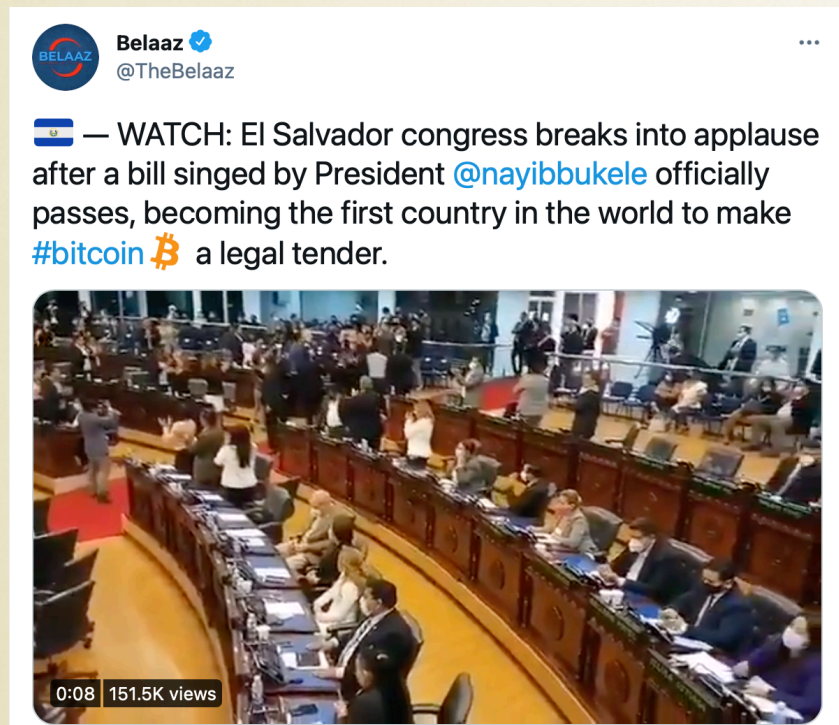 BELAAZ
Belaaz
@TheBelaaz
— WATCH: El Salvador congress breaks into applause
after a bill singed by President @nayibbukele officially
passes, becoming the first country in the world to make
#bitcoin a legal tender.
0:08 151.5K views